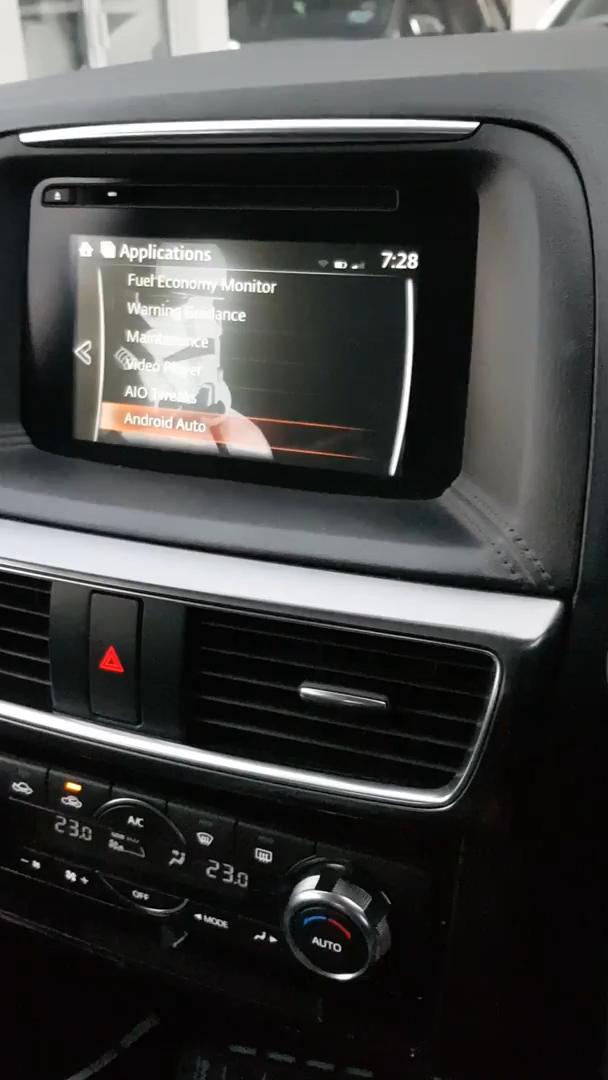 Applications
7:28
Fuel Economy Monitor
Warning Guidance
Maintenance
Video Player
AIO Tweaks
Android Auto
A/C
23.0
23.0
OFF
MODE
AUTO